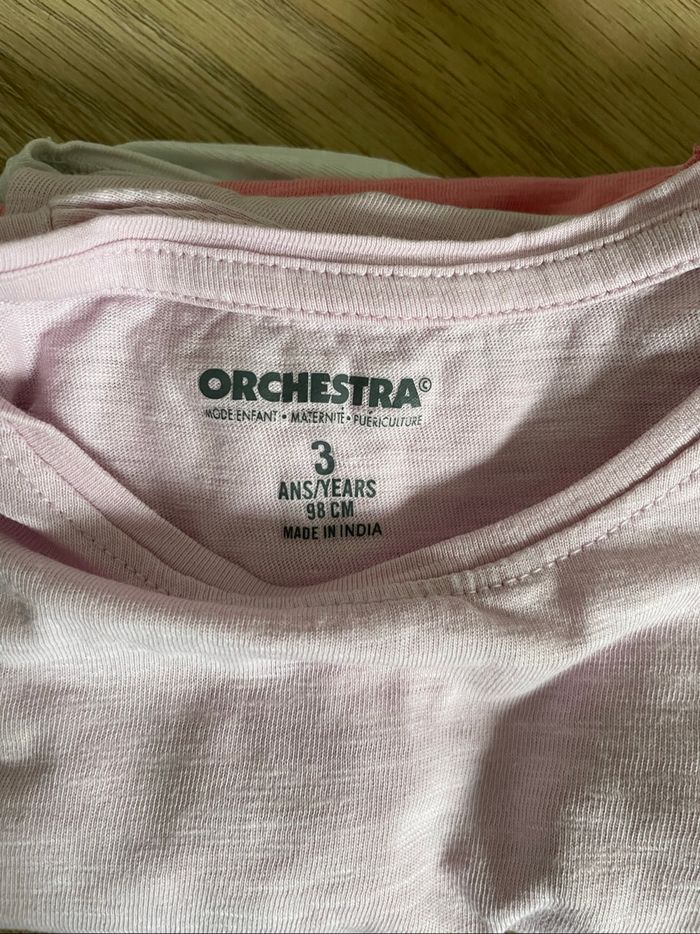 ORCHESTRA©
MODE ENFANT • MATERNITÉ • PUÉRICULTURE
3
ANS/YEARS
98 CM
MADE IN INDIA